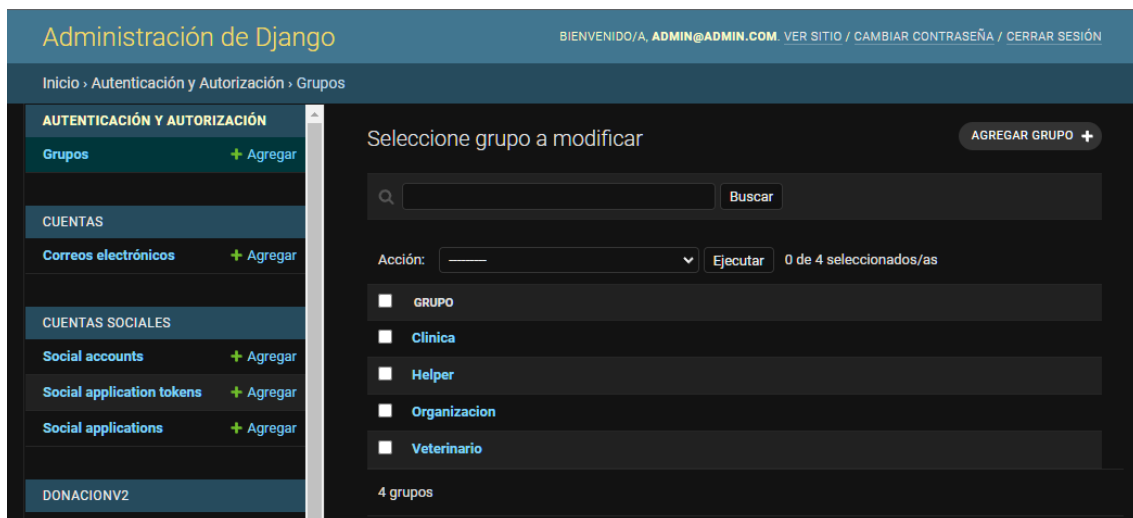 Administración de Django
BIENVENIDO/A, ADMIN@ADMIN.COM. VER SITIO / CAMBIAR CONTRASEÑA / CERRAR SESIÓN
Inicio › Autenticación y Autorización › Grupos
AUTENTICACIÓN Y AUTORIZACIÓN
Grupos + Agregar
CUENTAS
Correos electrónicos + Agregar
CUENTAS SOCIALES
Social accounts + Agregar
Social application tokens + Agregar
Social applications + Agregar
DONACIONV2
Seleccione grupo a modificar
AGREGAR GRUPO +
Buscar
Acción: --------- Ejecutar 0 de 4 seleccionados/as
GRUPO
Clinica
Helper
Organizacion
Veterinario
4 grupos